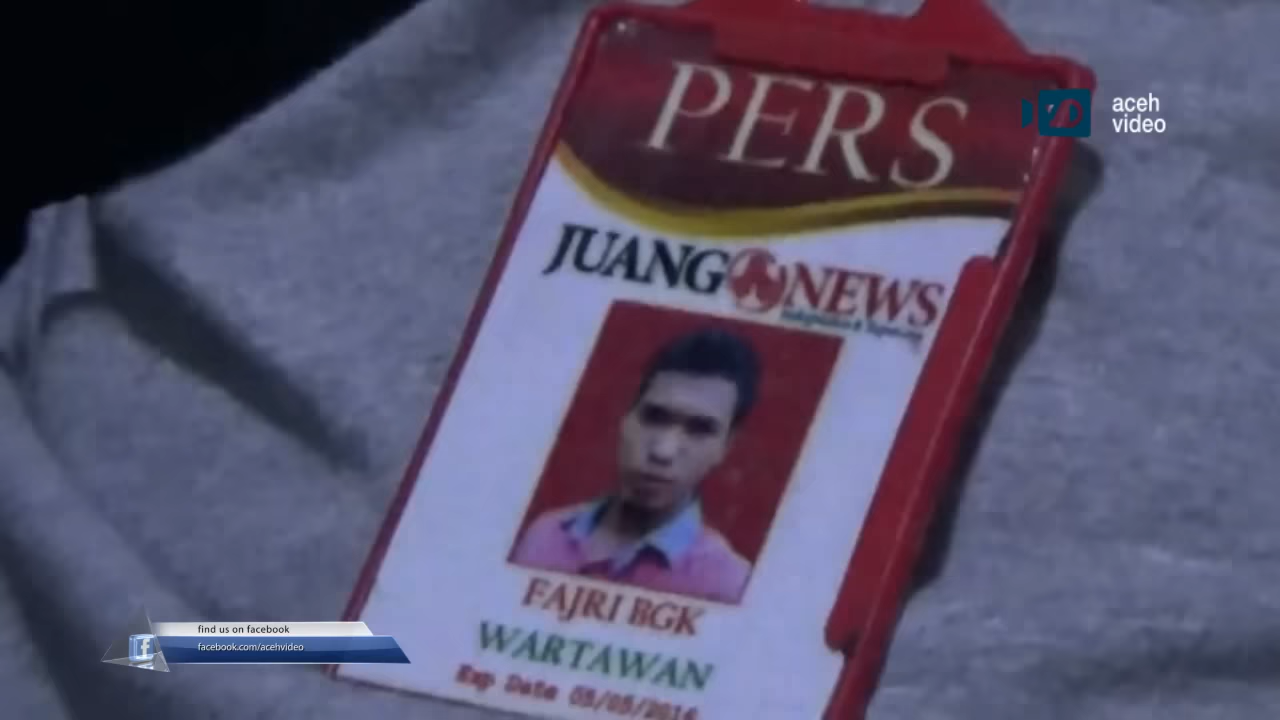 PERS
aceh
video
JUANG NEWS
FAJRI BGK
WARTAWAN
Exp Date 05/05/2016
find us on facebook
facebook.com/acehvideo